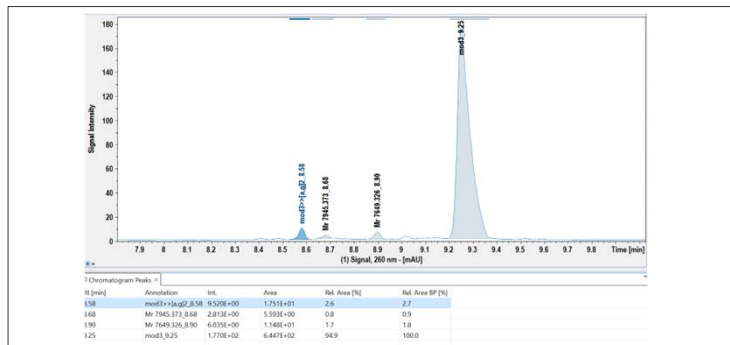 180
160
140
120
100
80
60
40
20
0
Signal Intensity
mod3>>[a,g]2_8.58
Mr 7945.373_8.68
Mr 7649.326_8.90
mod3_9.25
7.9 8 8.1 8.2 8.3 8.4 8.5 8.6 8.7 8.8 8.9 9 9.1 9.2 9.3 9.4 9.5 9.6 9.7 9.8 Time [min]
(1) Signal, 260 nm - [mAU]
Chromatogram Peaks ×
[min] Annotation Int. Area Rel. Area [%] Rel. Area BP [%]
.58 mod3>>[a,g]2_8.58 9.520E+00 1.751E+01 2.6 2.7
.68 Mr 7945.373_8.68 2.813E+00 5.593E+00 0.8 0.9
.90 Mr 7649.326_8.90 6.035E+00 1.148E+01 1.7 1.8
.25 mod3_9.25 1.770E+02 6.447E+02 94.9 100.0